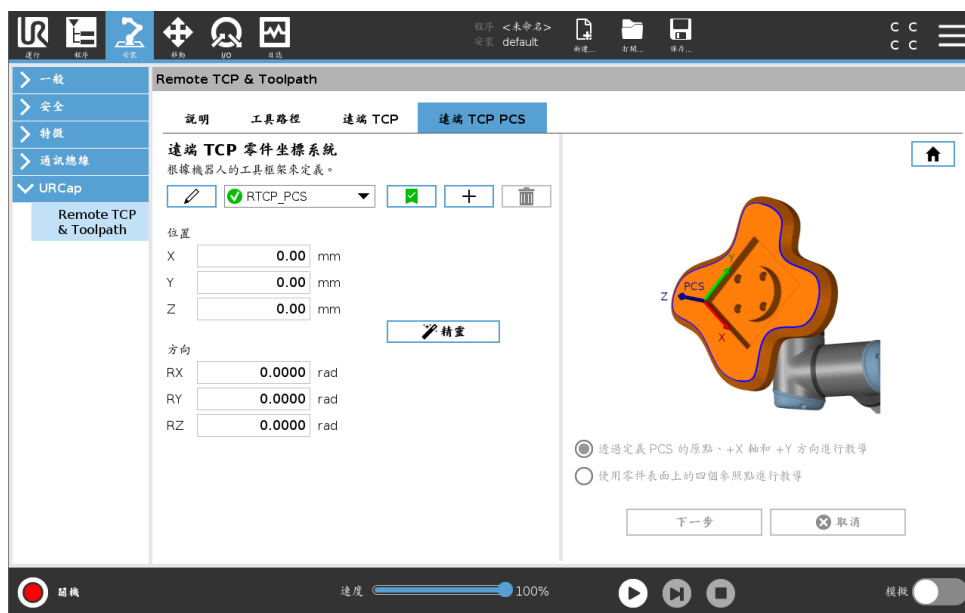 運行 程序 安裝 移動 I/O 日誌 程序 <未命名> 安裝 default 新建... 打開... 保存... C C C C
一般
安全
特徵
通訊總線
URCap
Remote TCP & Toolpath
Remote TCP & Toolpath
說明 工具路徑 遠端 TCP 遠端 TCP PCS
遠端 TCP 零件坐標系統
根據機器人的工具框架來定義。
RTCP_PCS
位置
X 0.00 mm
Y 0.00 mm
Z 0.00 mm
精靈
方向
RX 0.0000 rad
RY 0.0000 rad
RZ 0.0000 rad
Y
PCS
Z
X
透過定義 PCS 的原點、+X 軸和 +Y 方向進行教導
使用零件表面上的四個參照點進行教導
下一步 取消
關機 速度 100% 模擬